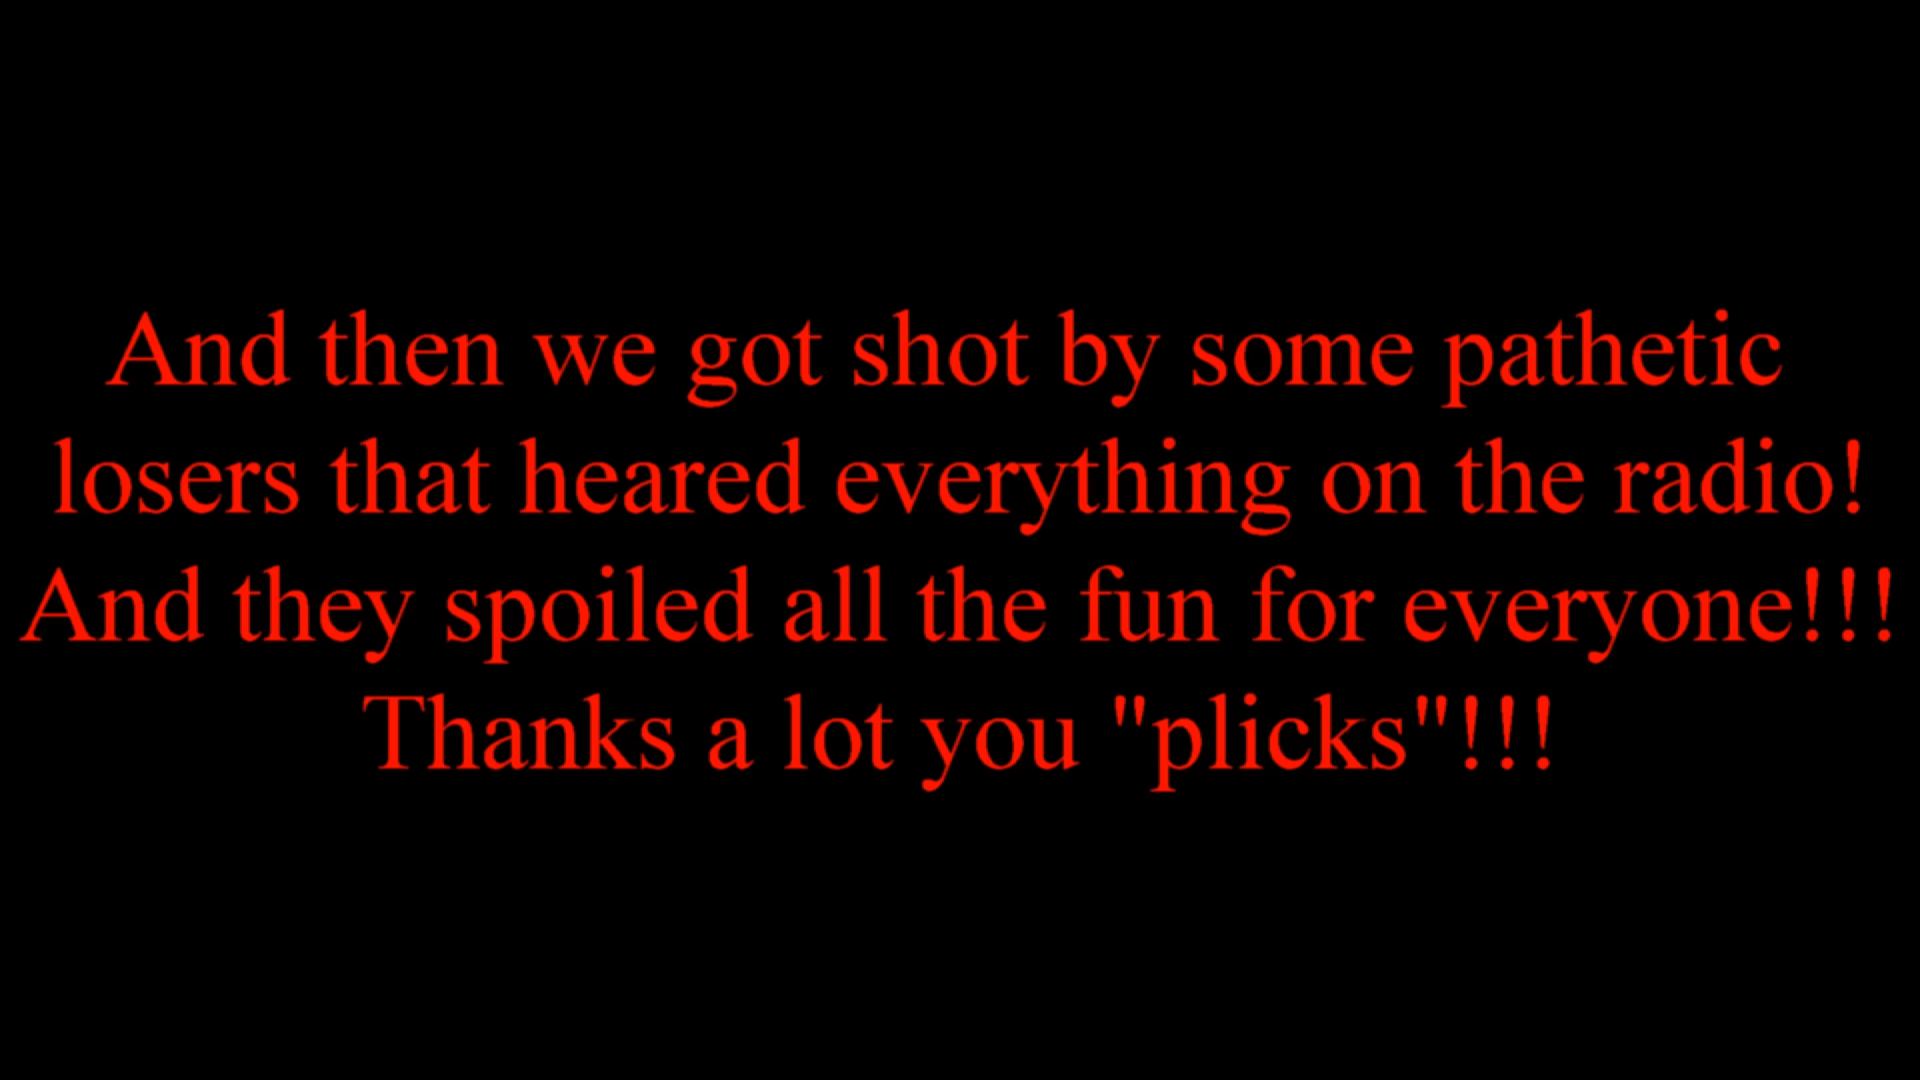 And then we got shot by some pathetic
losers that heared everything on the radio!
And they spoiled all the fun for everyone!!!
Thanks a lot you "plicks"!!!